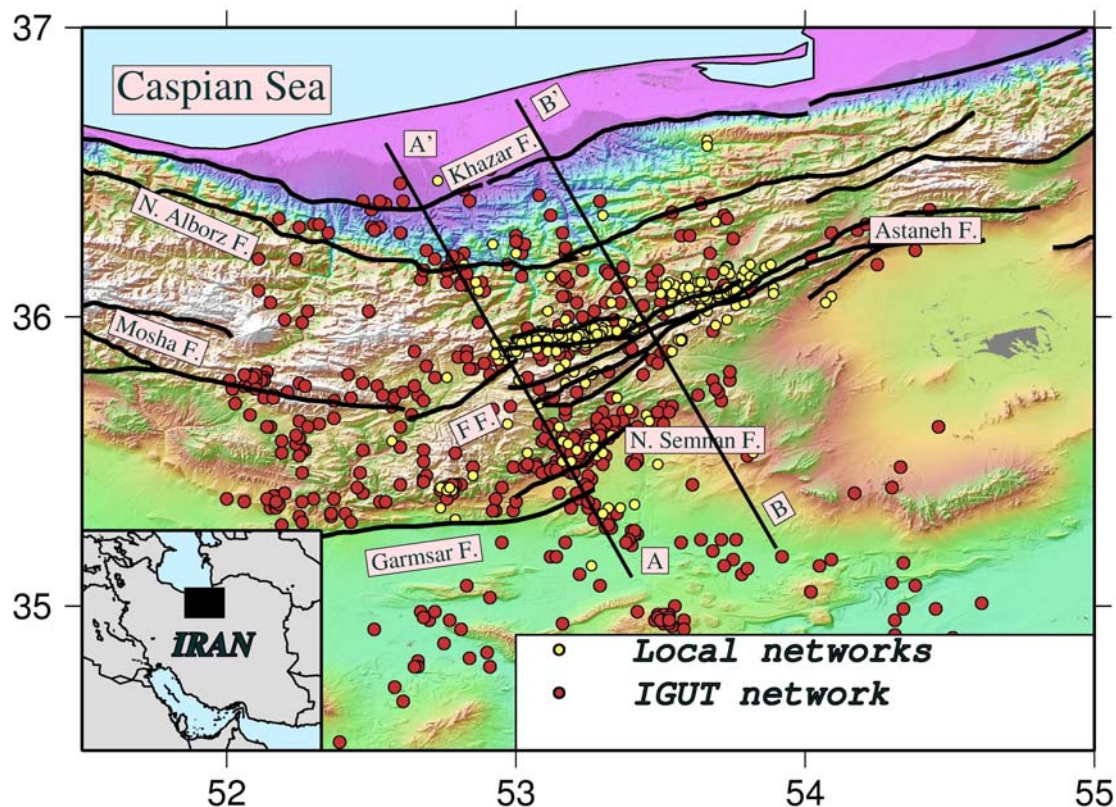 37
Caspian Sea
B'
A'
Khazar F.
N. Alborz F.
Astaneh F.
36
Mosha F.
F F.
N. Semnan F.
B
Garmsar F.
A
35
IRAN
Local networks
IGUT network
52
53
54
55